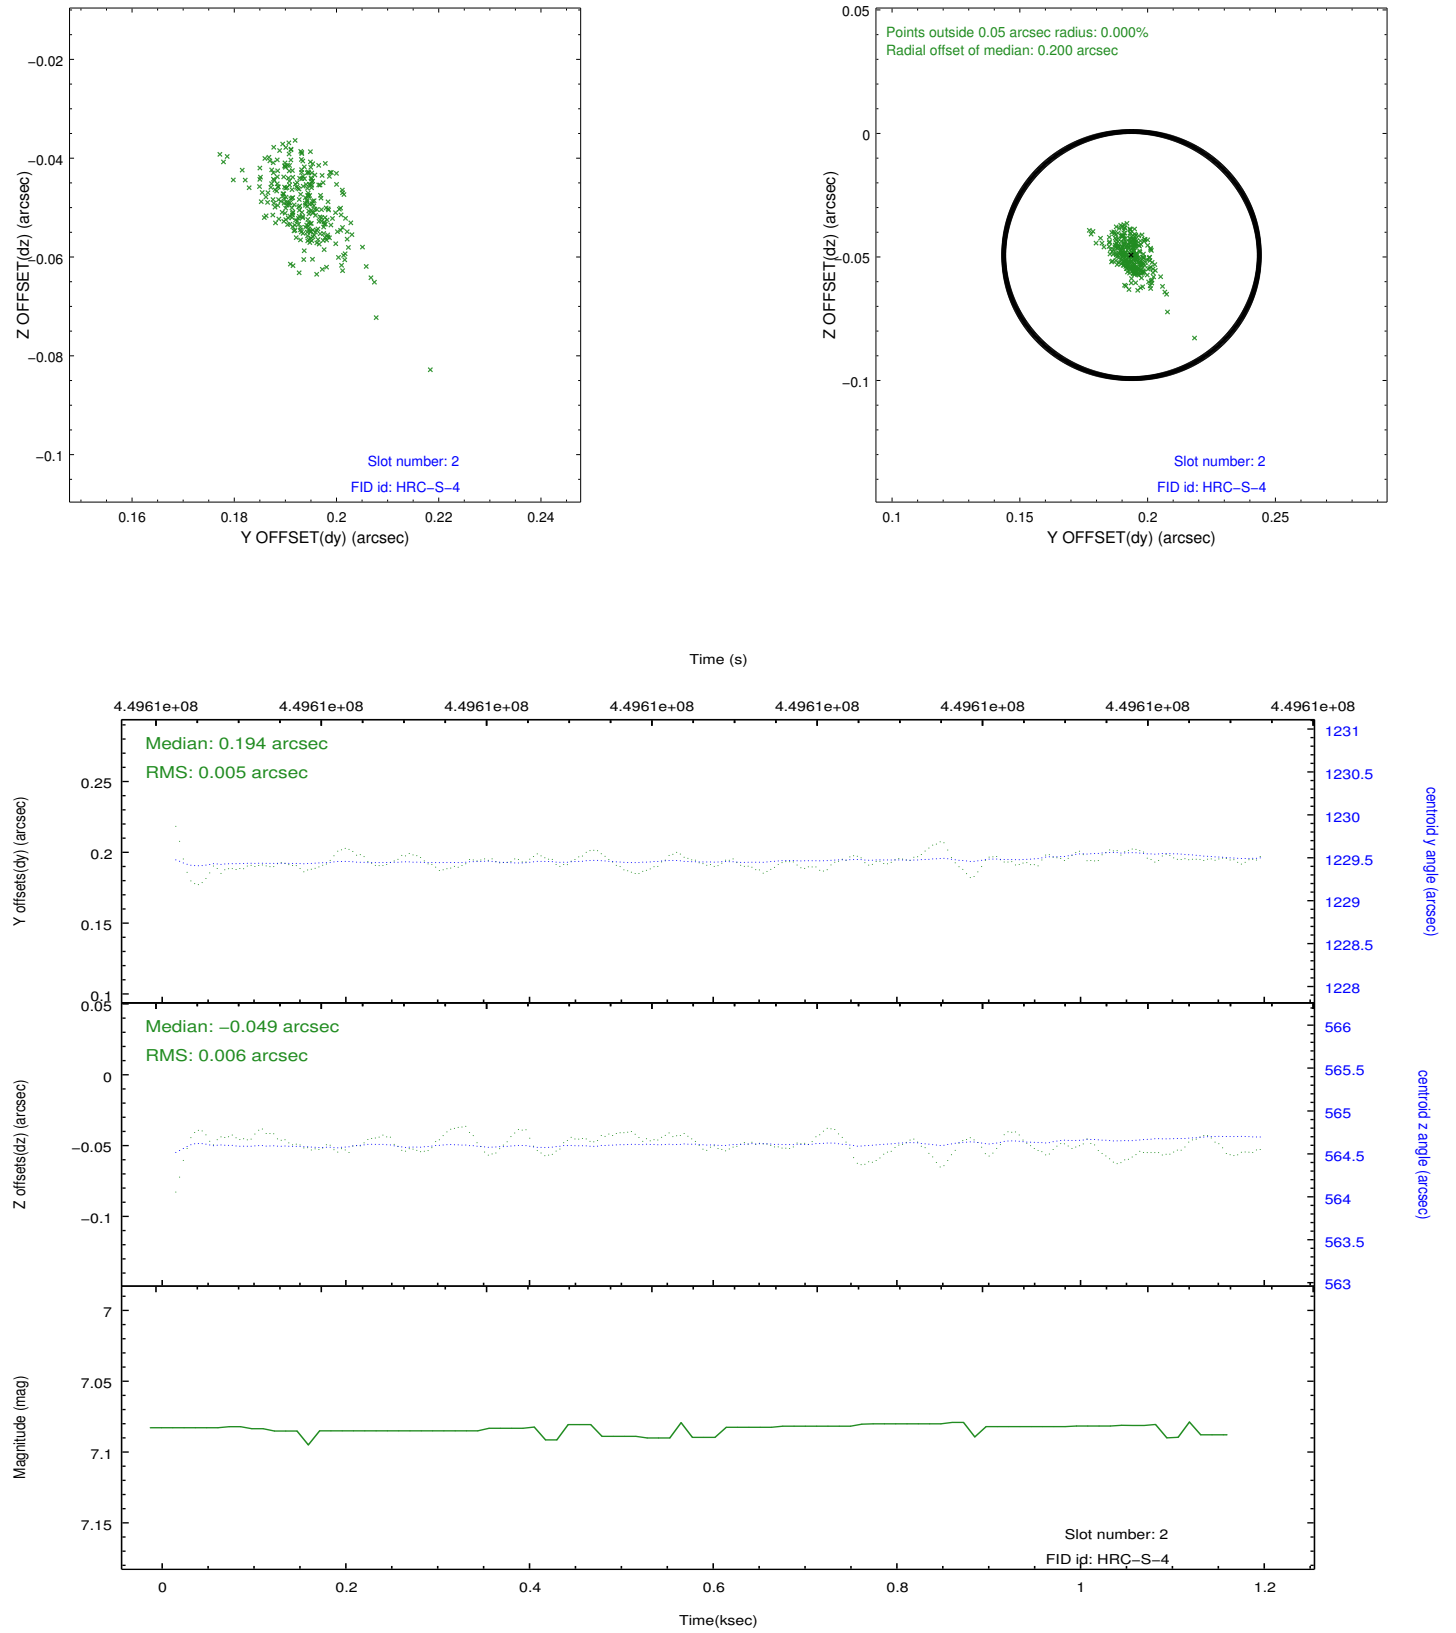 −0.02
−0.04
−0.06
−0.08
−0.1
Z OFFSET(dz) (arcsec)
Slot number: 2
FID id: HRC−S−4
0.16 0.18 0.2 0.22 0.24
Y OFFSET(dy) (arcsec)
0.05
0
−0.05
−0.1
Z OFFSET(dz) (arcsec)
Points outside 0.05 arcsec radius: 0.000%
Radial offset of median: 0.200 arcsec
Slot number: 2
FID id: HRC−S−4
0.1 0.15 0.2 0.25
Y OFFSET(dy) (arcsec)
Time (s)
4.4961e+08 4.4961e+08 4.4961e+08 4.4961e+08 4.4961e+08 4.4961e+08 4.4961e+08 4.4961e+08
Median: 0.194 arcsec
RMS: 0.005 arcsec
0.25
0.2
0.15
0.1
Y offsets(dy) (arcsec)
1231
1230.5
1230
1229.5
1229
1228.5
1228
centroid y angle (arcsec)
Median: −0.049 arcsec
RMS: 0.006 arcsec
0.05
0
−0.05
−0.1
Z offsets(dz) (arcsec)
566
565.5
565
564.5
564
563.5
563
centroid z angle (arcsec)
7
7.05
7.1
7.15
Magnitude (mag)
Slot number: 2
FID id: HRC−S−4
0 0.2 0.4 0.6 0.8 1 1.2
Time(ksec)